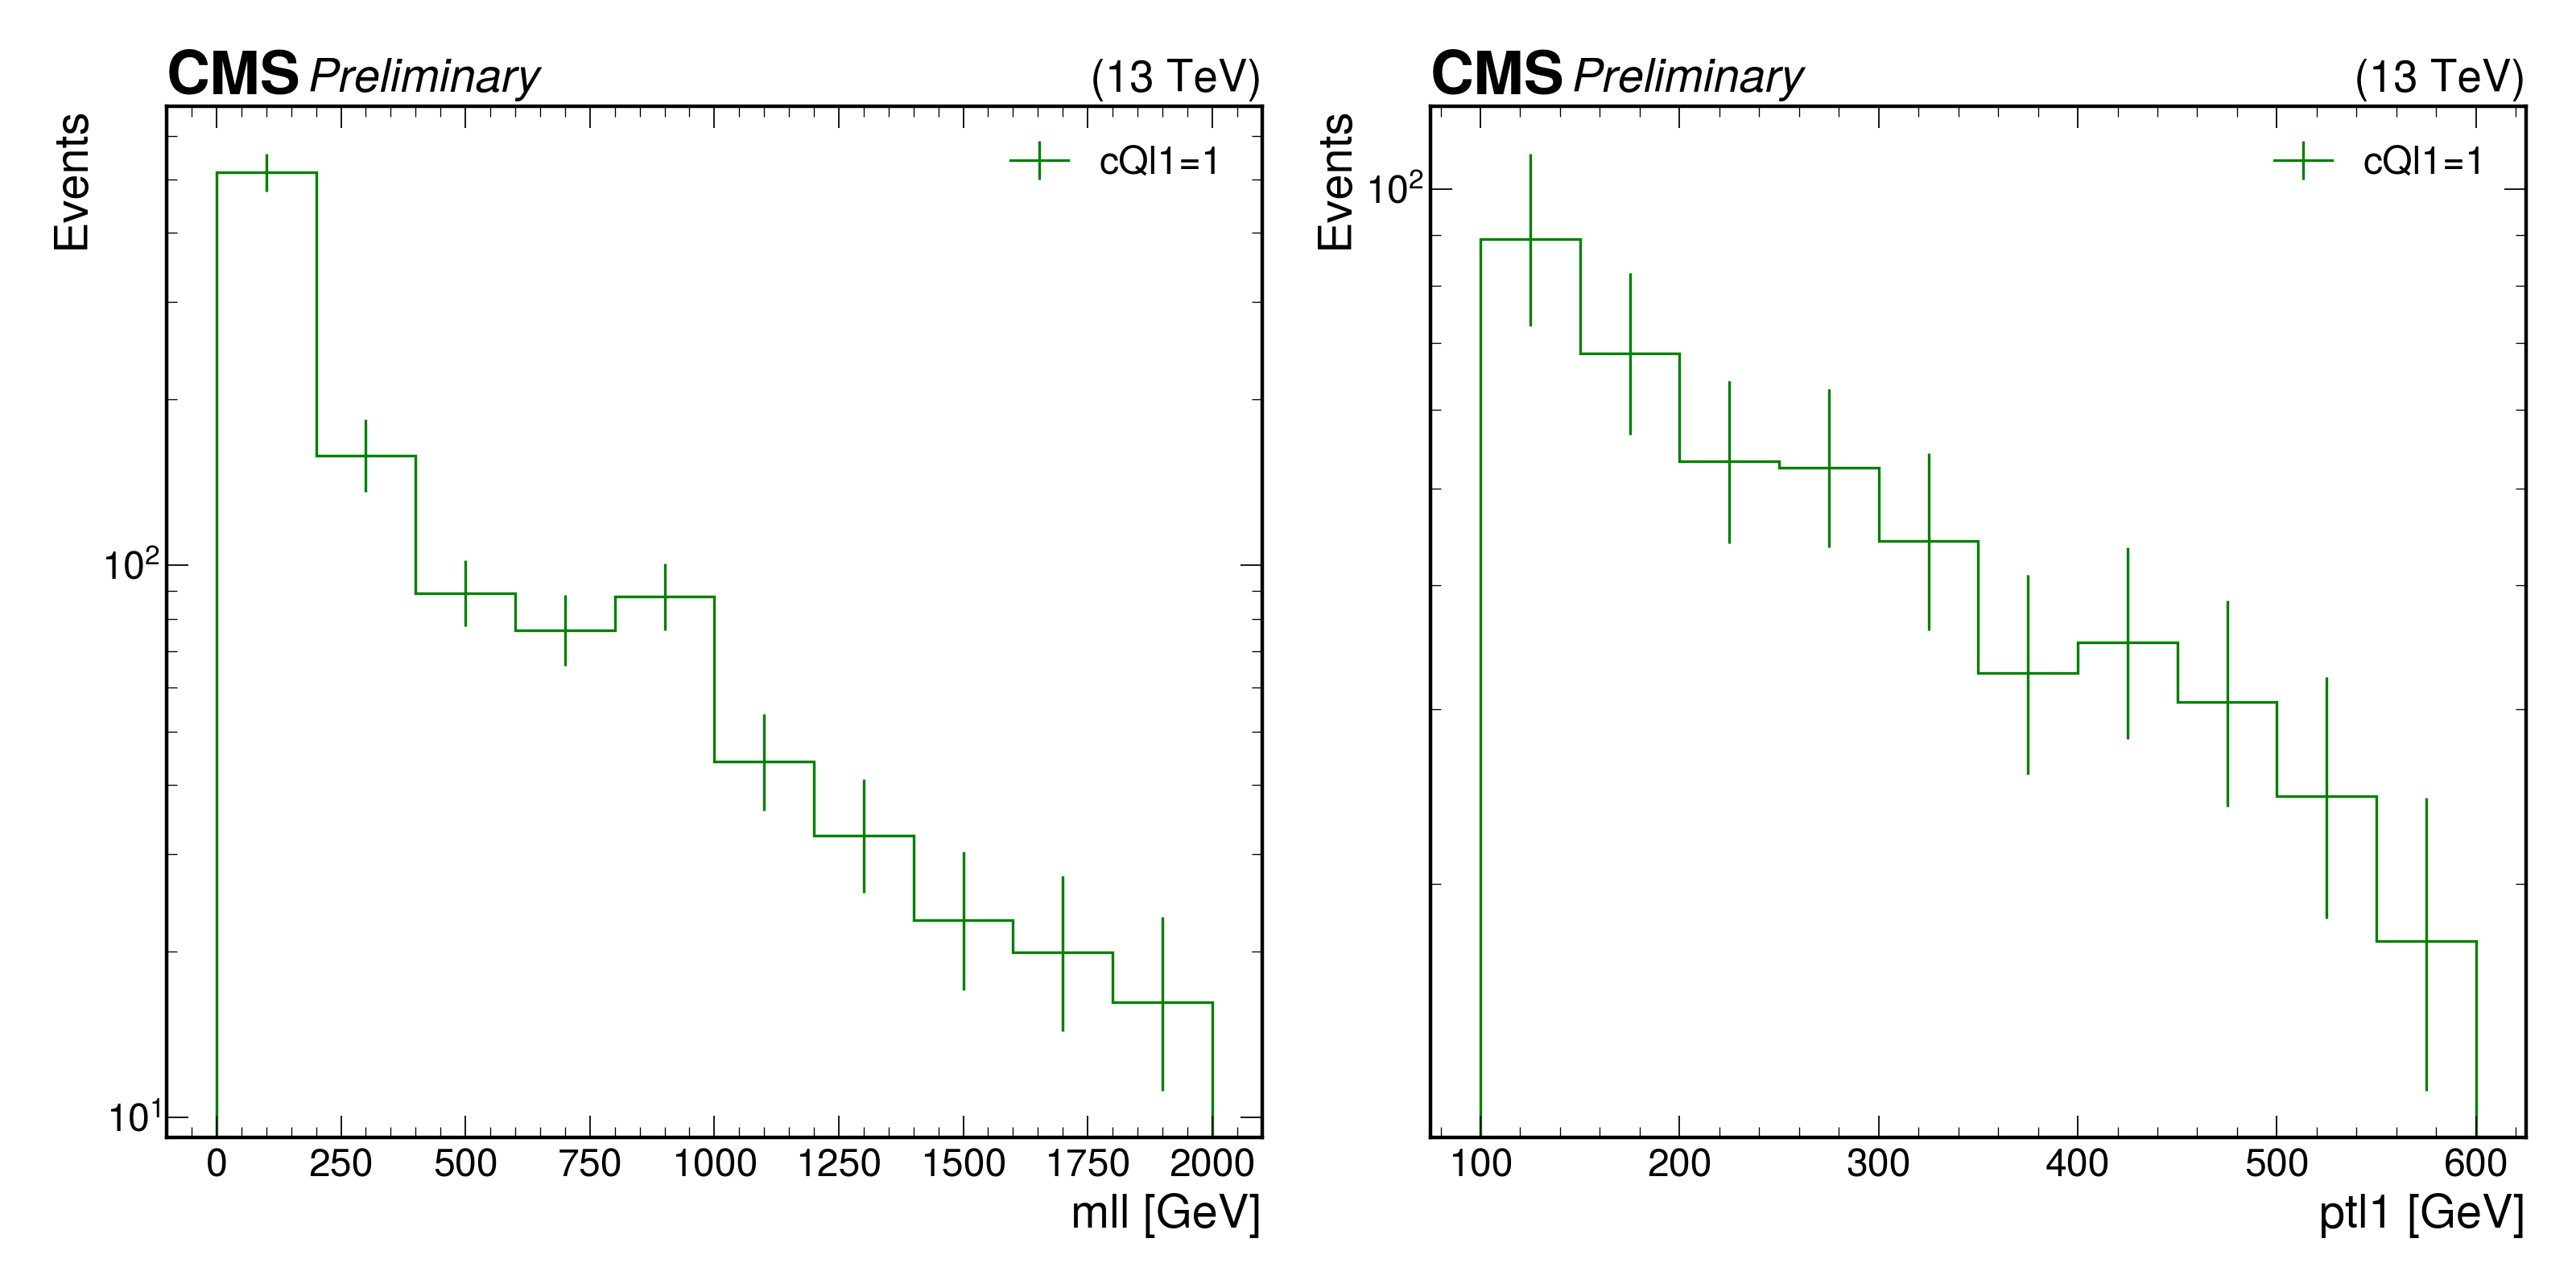 CMS Preliminary (13 TeV)
Events
cQl1=1
10²
10¹
0 250 500 750 1000 1250 1500 1750 2000
mll [GeV]
CMS Preliminary (13 TeV)
Events
cQl1=1
10²
100 200 300 400 500 600
ptl1 [GeV]